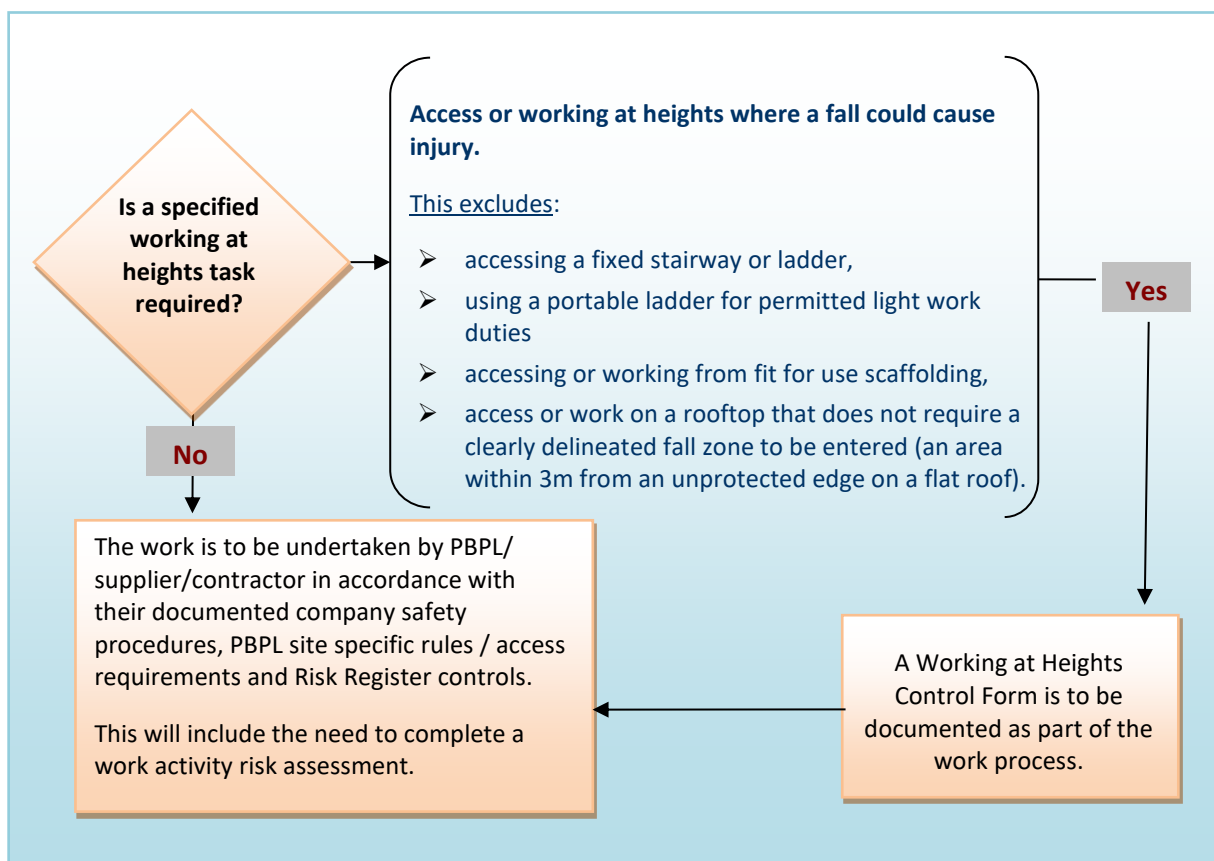 Is a specified
working at
heights task
required?
Access or working at heights where a fall could cause
injury.
This excludes:
➢ accessing a fixed stairway or ladder,
➢ using a portable ladder for permitted light work
duties
➢ accessing or working from fit for use scaffolding,
➢ access or work on a rooftop that does not require a
clearly delineated fall zone to be entered (an area
within 3m from an unprotected edge on a flat roof).
Yes
No
The work is to be undertaken by PBPL/
supplier/contractor in accordance with
their documented company safety
procedures, PBPL site specific rules / access
requirements and Risk Register controls.
This will include the need to complete a
work activity risk assessment.
A Working at Heights
Control Form is to be
documented as part of the
work process.